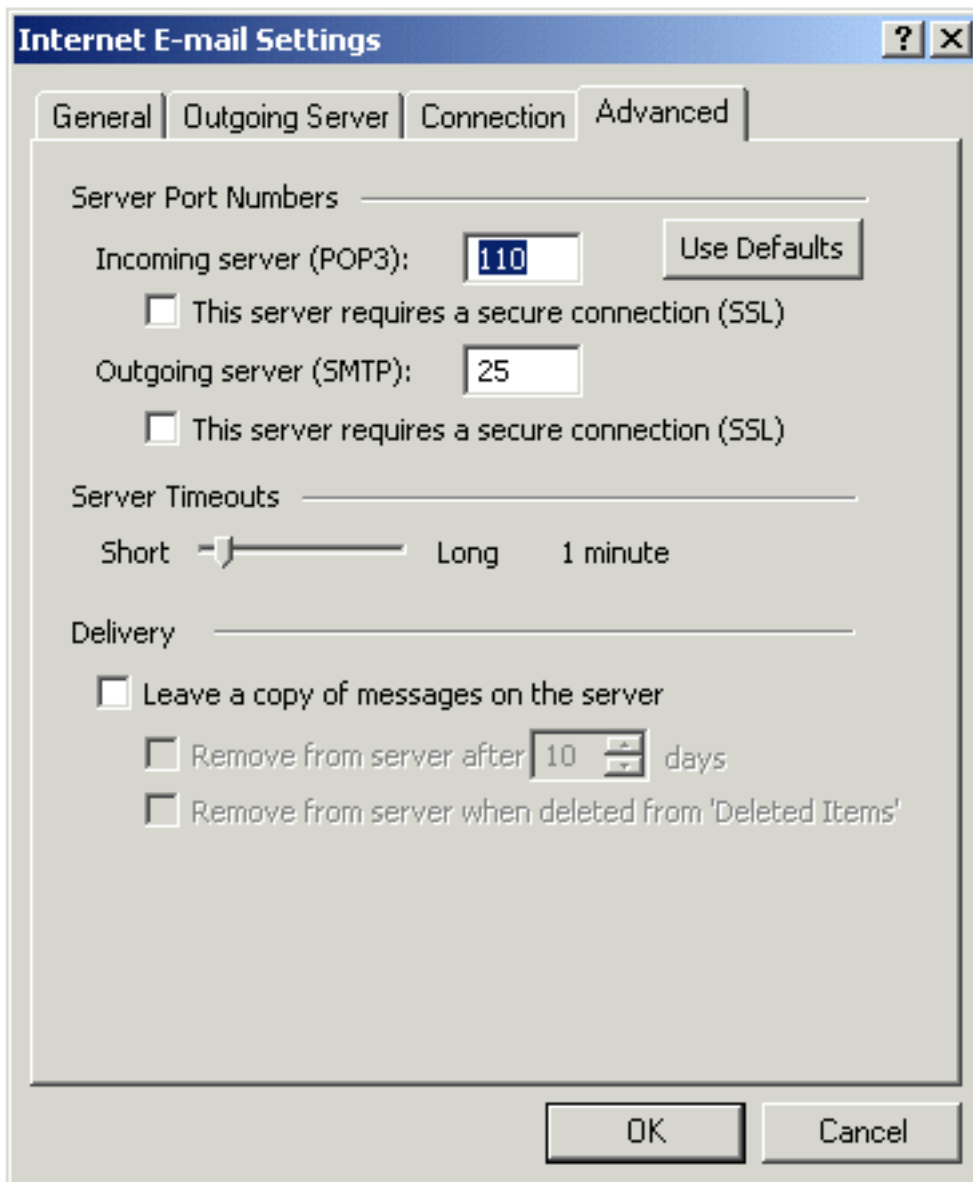 Internet E-mail Settings
General Outgoing Server Connection Advanced
Server Port Numbers
Incoming server (POP3): 110 Use Defaults
This server requires a secure connection (SSL)
Outgoing server (SMTP): 25
This server requires a secure connection (SSL)
Server Timeouts
Short Long 1 minute
Delivery
Leave a copy of messages on the server
Remove from server after 10 days
Remove from server when deleted from 'Deleted Items'
OK Cancel